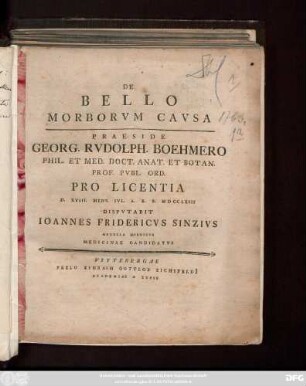 DE
BELLO
MORBORVM CAVSA
PRAESIDE
GEORG. RVDOLPH. BOEHMERO
PHIL. ET MED. DOCT. ANAT. ET BOTAN.
PROF. PVBL. ORD.
PRO LICENTIA
D. XVIII. MENS. IVL. A. R. G. MDCCLXIII
DISPVTABIT
IOANNES FRIDERICVS SINZIVS
MEDICINAE CANDIDATVS
VITEBERGAE